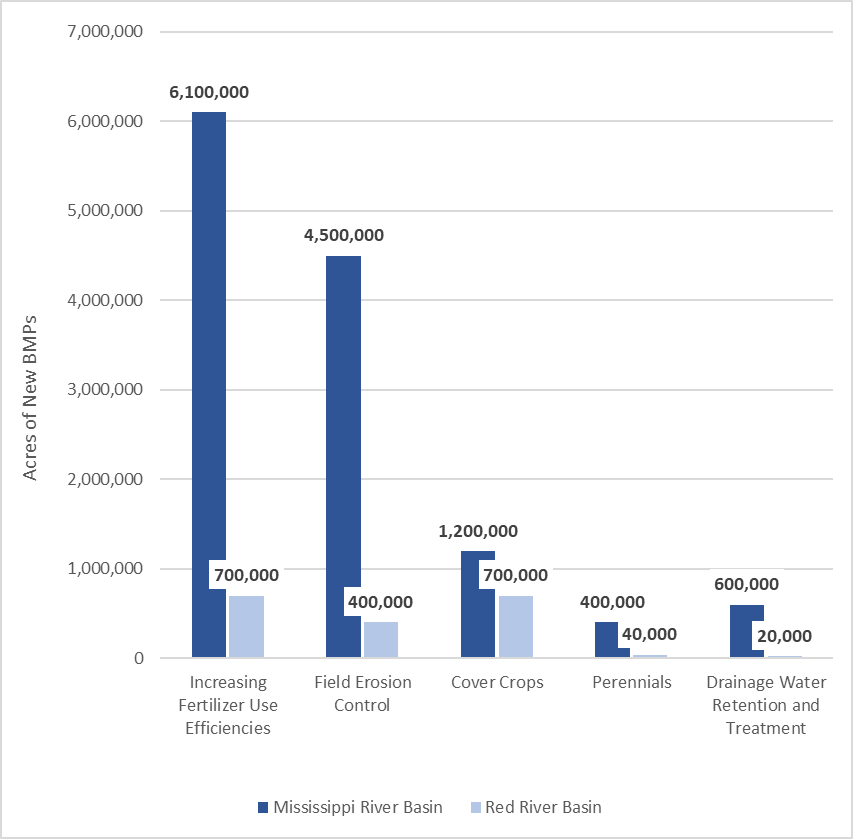 7,000,000
6,100,000
6,000,000
5,000,000
4,500,000
4,000,000
3,000,000
2,000,000
1,200,000
1,000,000
700,000
400,000
700,000
400,000
40,000
600,000
20,000
0
Acres of New BMPs
Increasing
Fertilizer Use
Efficiencies
Field Erosion
Control
Cover Crops
Perennials
Drainage Water
Retention and
Treatment
Mississippi River Basin
Red River Basin